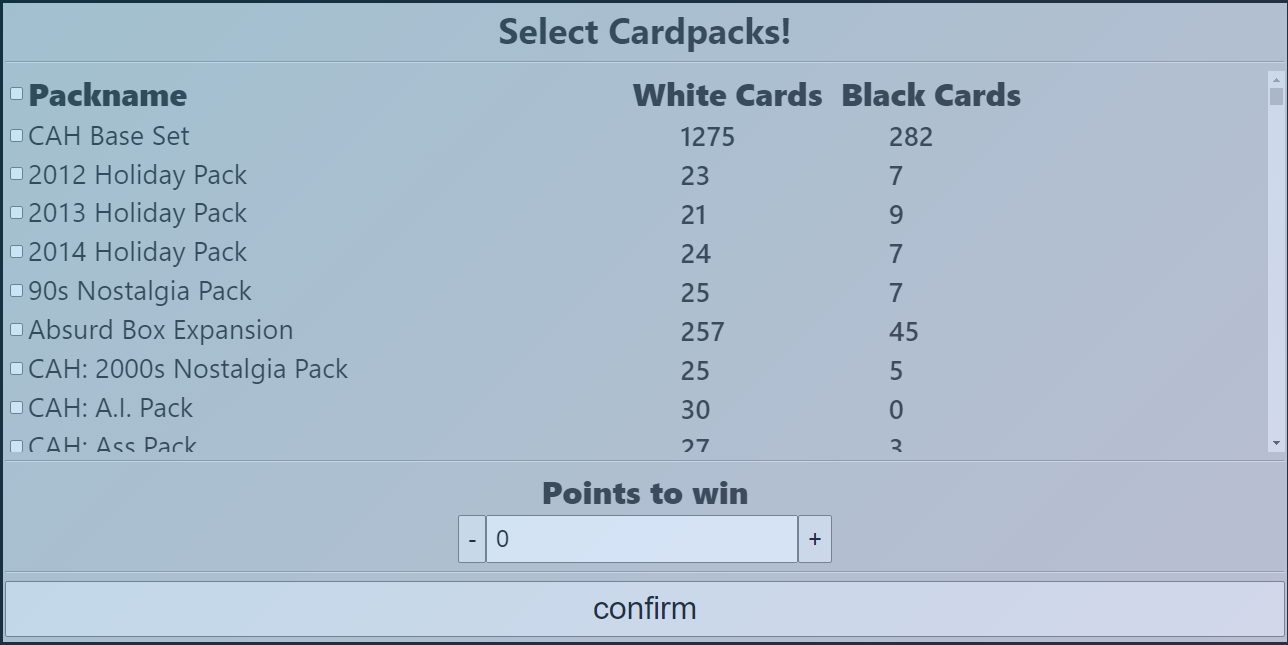 Select Cardpacks!
Packname White Cards Black Cards
CAH Base Set 1275 282
2012 Holiday Pack 23 7
2013 Holiday Pack 21 9
2014 Holiday Pack 24 7
90s Nostalgia Pack 25 7
Absurd Box Expansion 257 45
CAH: 2000s Nostalgia Pack 25 5
CAH: A.I. Pack 30 0
CAH: Ass Pack 27 3
Points to win
- 0 +
confirm